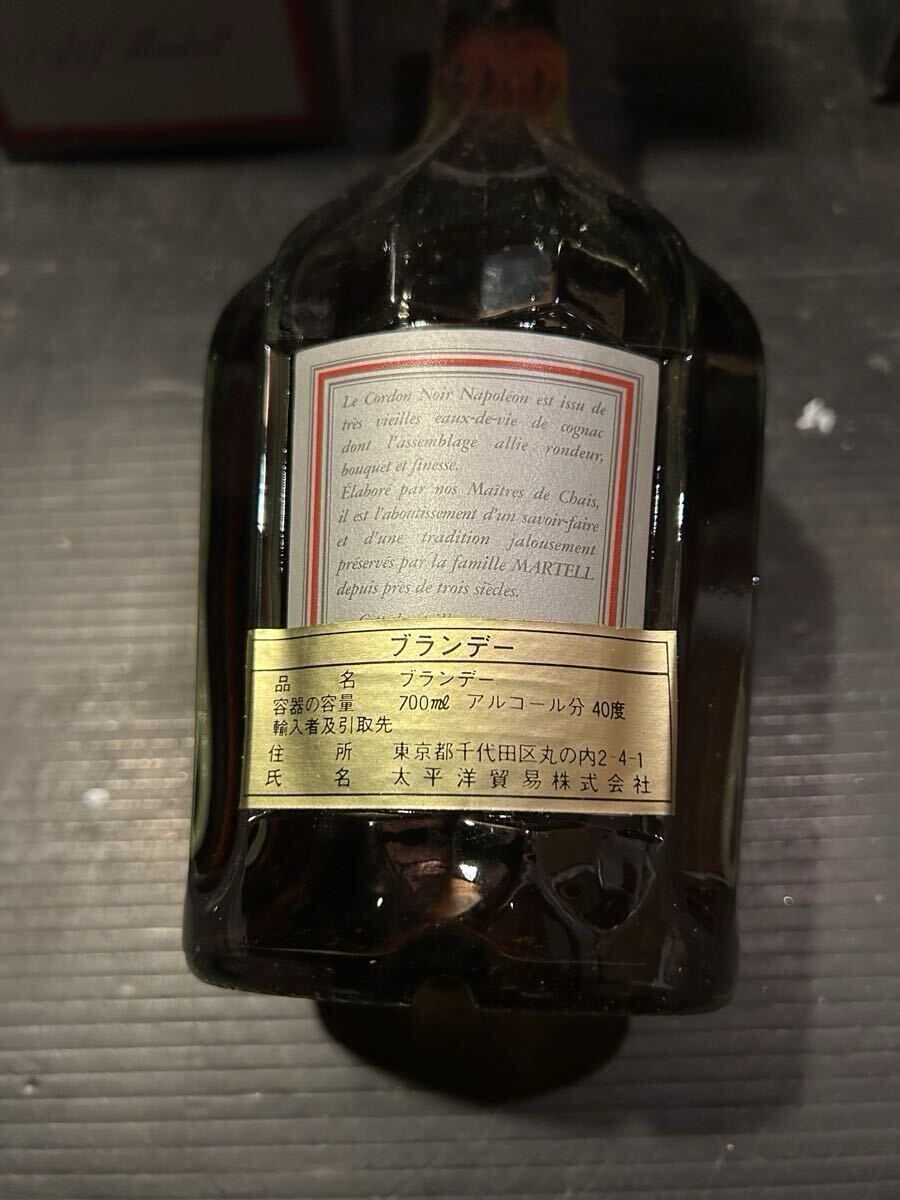 Martell
Le Cordon Noir Napoléon est issu de
très vieilles eaux-de-vie de cognac
dont l'assemblage allie rondeur,
bouquet et finesse.
Elaboré par nos Maîtres de Chais,
il est l'aboutissement d'un savoir-faire
et d'une tradition jalousement
préservés par la famille MARTELL
depuis près de trois siècles.
ブランデー
品名 ブランデー
容器の容量 700ml アルコール分 40度
輸入者及引取先
住所 東京都千代田区丸の内2-4-1
氏名 太平洋貿易株式会社